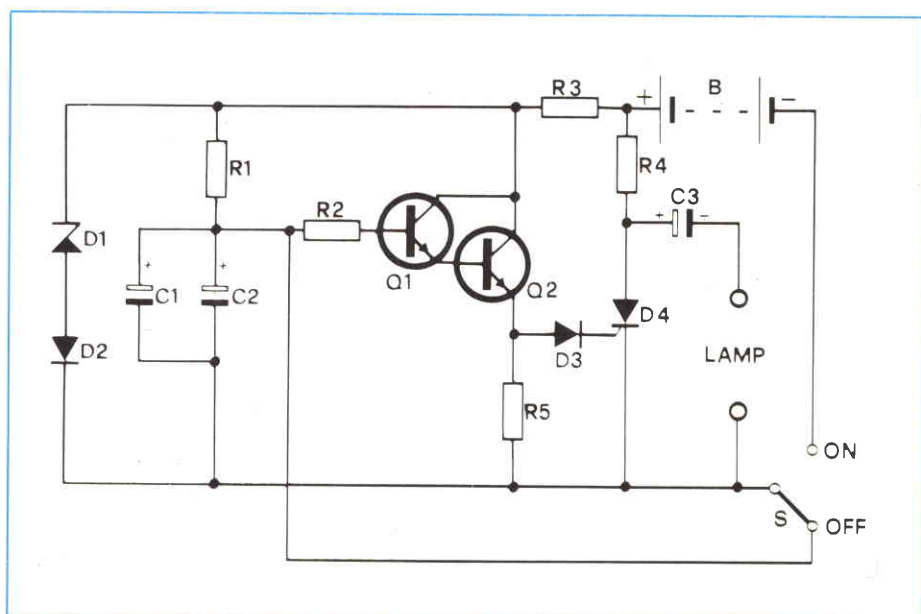 R3
+ B -
R1
R4
C3
+ -
R2
D1
+ +
Q1
C1 C2
Q2
D4
D2
D3
LAMP
R5
ON
S
OFF